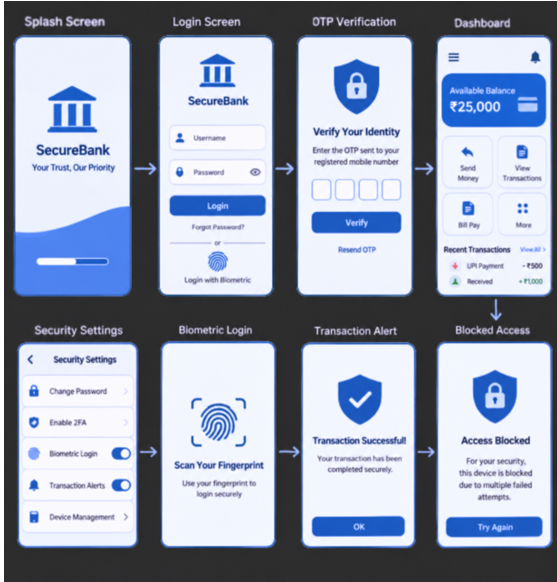 Splash Screen
SecureBank
Your Trust, Our Priority
Login Screen
SecureBank
Username
Password
Login
Forgot Password?
or
Login with Biometric
OTP Verification
Verify Your Identity
Enter the OTP sent to your
registered mobile number
Verify
Resend OTP
Dashboard
Available Balance
₹25,000
Send
Money
View
Transactions
Bill Pay
More
Recent Transactions View All >
UPI Payment - ₹500
Received +₹1,000
Security Settings
Security Settings
Change Password
Enable 2FA
Biometric Login
Transaction Alerts
Device Management
Biometric Login
Scan Your Fingerprint
Use your fingerprint to
login securely
Transaction Alert
Transaction Successful!
Your transaction has been
completed securely.
OK
Blocked Access
Access Blocked
For your security,
this device is blocked
due to multiple failed
attempts.
Try Again